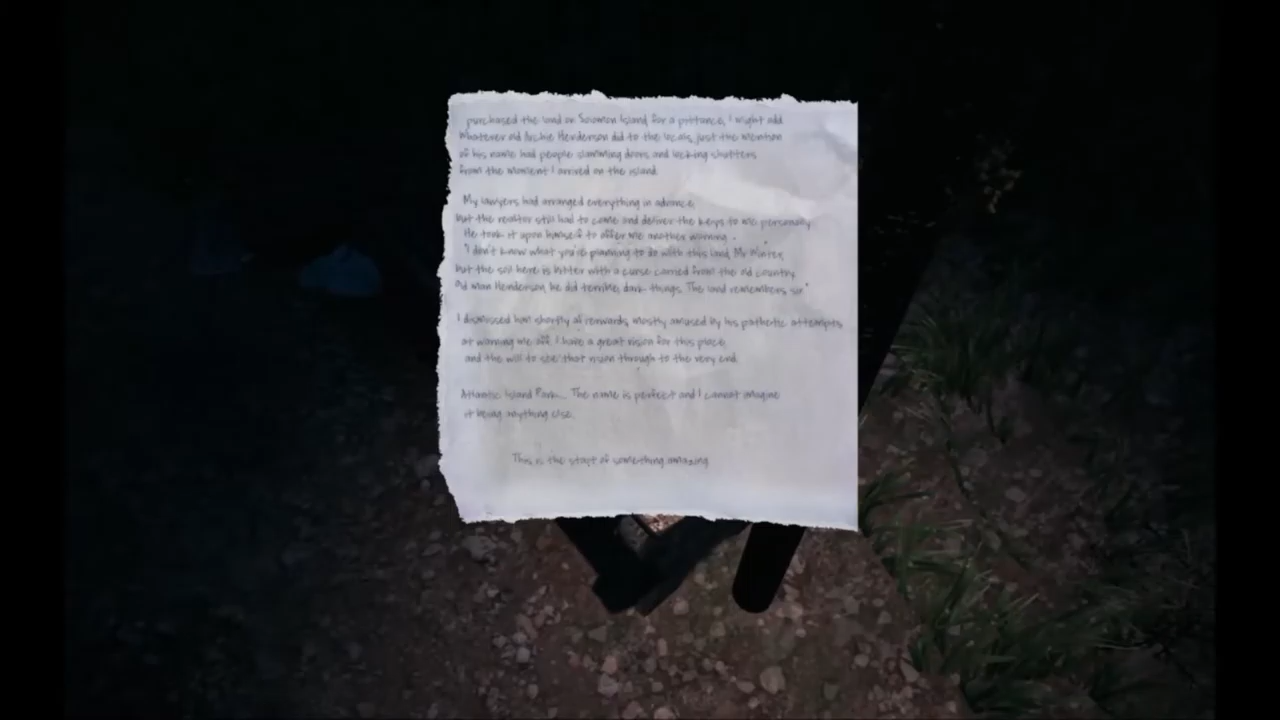 purchased the land on Solomon Island for a pittance, I might add
Whatever old Archie Henderson did to the locals, just the mention
of his name had people slamming doors and locking shutters
from the moment I arrived on the island.
My lawyers had arranged everything in advance,
but the realtor still had to come and deliver the keys to me personally.
He took it upon himself to offer me another warning.
"I don't know what you're planning to do with this land, Mr Winter,
but the soil here is bitter with a curse carried from the old country.
Old man Henderson, he did terrible, dark things. The land remembers, sir."
I dismissed him shortly afterwards, mostly amused by his pathetic attempts
at warning me off. I have a great vision for this place,
and the will to see that vision through to the very end.
Atlantic Island Park... The name is perfect and I cannot imagine
it being anything else.
This is the start of something amazing.